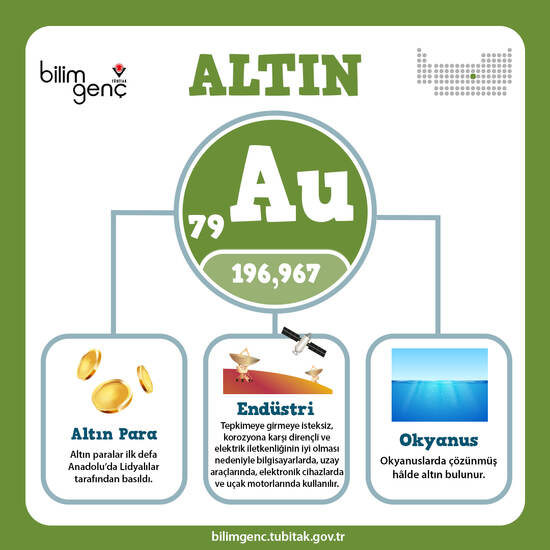 bilim
genç
TÜBİTAK
ALTIN
Au
79
196,967
Altın Para
Altın paralar ilk defa
Anadolu'da Lidyalılar
tarafından basıldı.
Endüstri
Tepkimeye girmeye isteksiz,
korozyona karşı dirençli ve
elektrik iletkenliğinin iyi olması
nedeniyle bilgisayarlarda, uzay
araçlarında, elektronik cihazlarda
ve uçak motorlarında kullanılır.
Okyanus
Okyanuslarda çözünmüş
hâlde altın bulunur.
bilimgenc.tubitak.gov.tr